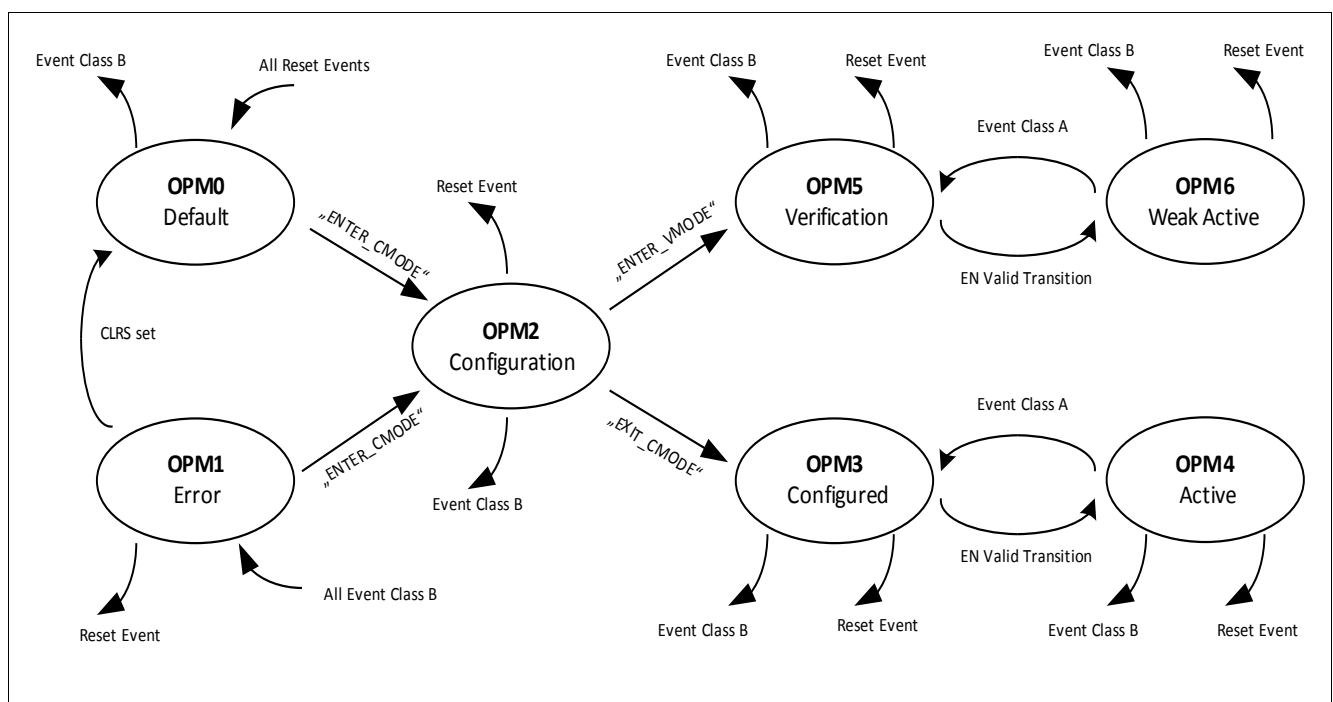 Event Class B
All Reset Events
Event Class B
Reset Event
Event Class B
Reset Event
Event Class A
OPM0
Default
OPM5
Verification
OPM6
Weak Active
Reset Event
„ENTER_CMODE“
„ENTER_VMODE“
EN Valid Transition
CLRS set
OPM2
Configuration
Event Class A
„ENTER_CMODE“
„EXIT_CMODE“
OPM1
Error
OPM3
Configured
OPM4
Active
Event Class B
EN Valid Transition
All Event Class B
Reset Event
Event Class B
Reset Event
Event Class B
Reset Event